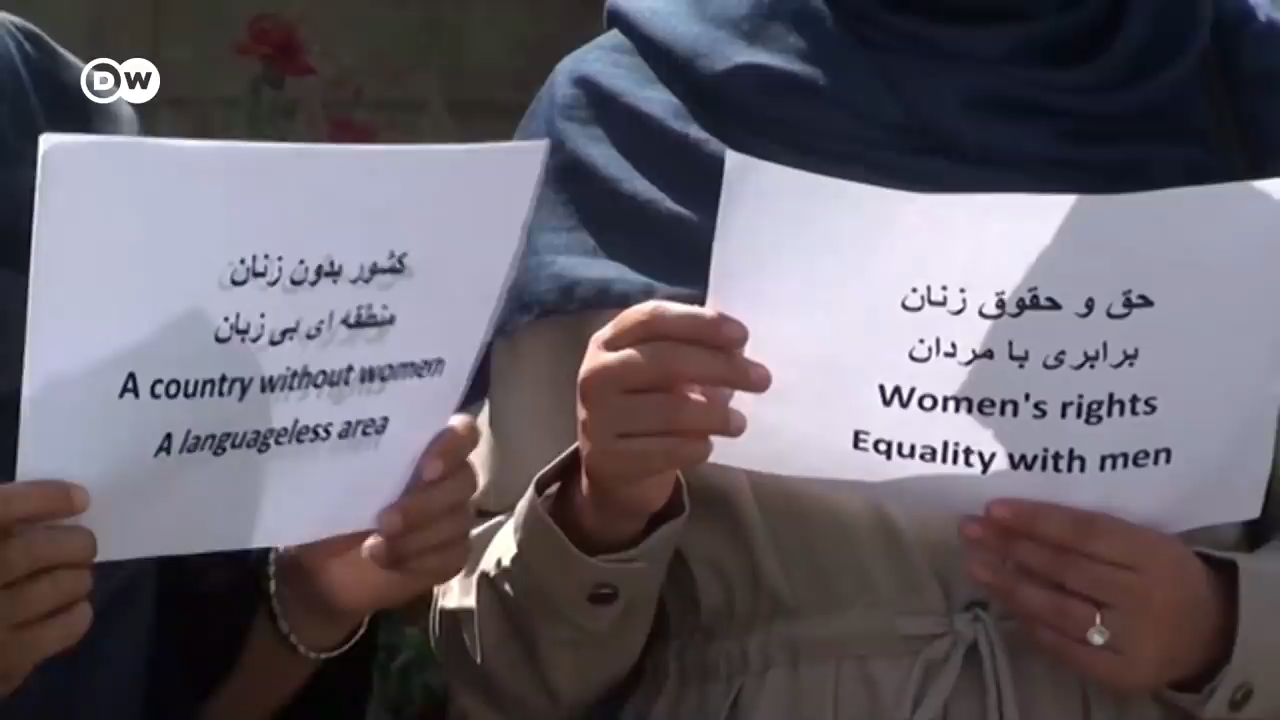 DW
کشور بدون زنان
منطقه ای بی زبان
A country without women
A languageless area
حق و حقوق زنان
برابری با مردان
Women's rights
Equality with men